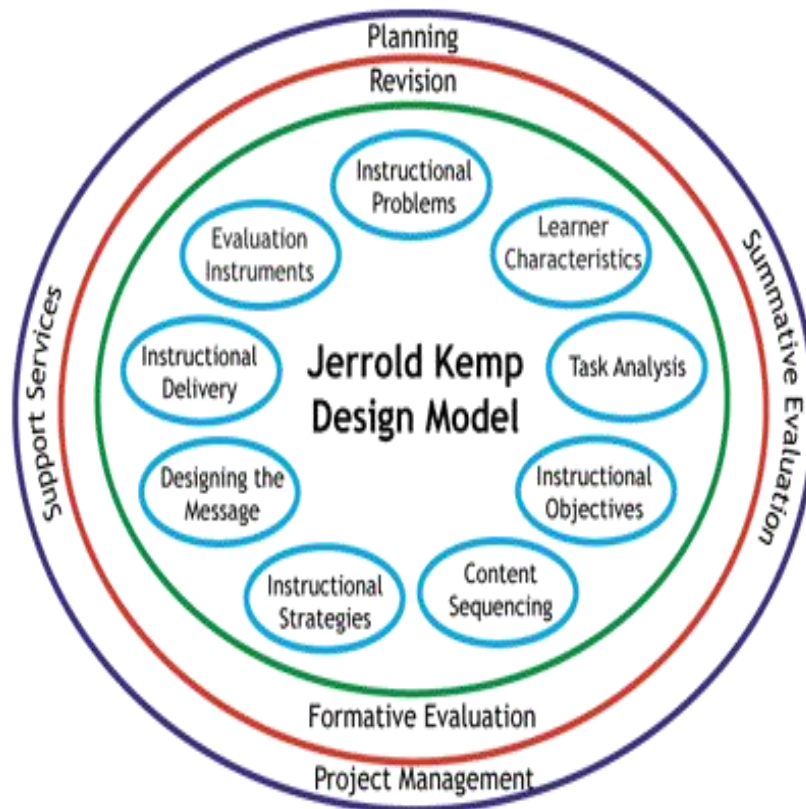 Planning
Revision
Instructional
Problems
Learner
Characteristics
Task Analysis
Instructional
Objectives
Content
Sequencing
Instructional
Strategies
Designing the
Message
Instructional
Delivery
Evaluation
Instruments
Jerrold Kemp
Design Model
Support Services
Summative Evaluation
Formative Evaluation
Project Management